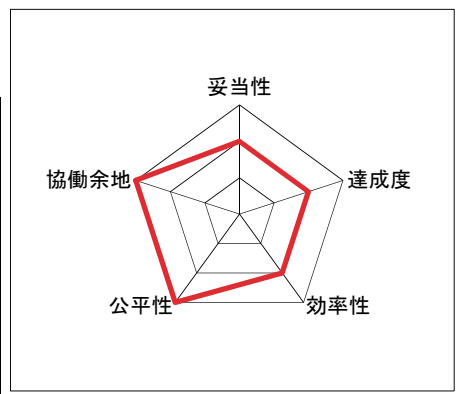 妥当性
協働余地
達成度
公平性
効率性